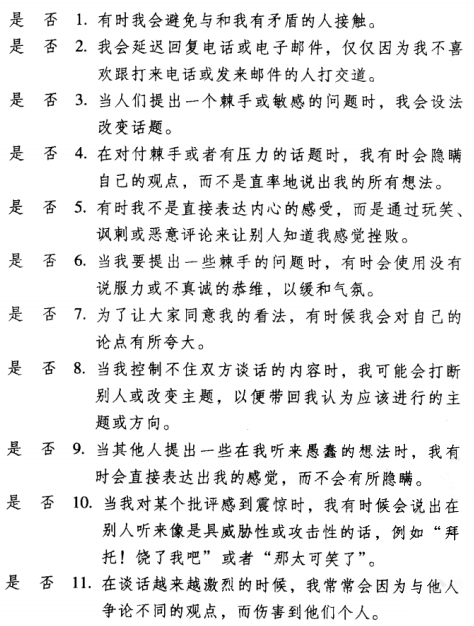 是 否 1. 有时我会避免与和我有矛盾的人接触。
是 否 2. 我会延迟回复电话或电子邮件，仅仅因为我不喜
欢跟打来电话或发来邮件的人打交道。
是 否 3. 当人们提出一个棘手或敏感的问题时，我会设法
改变话题。
是 否 4. 在对付棘手或者有压力的话题时，我有时会隐瞒
自己的观点，而不是直率地说出我的所有想法。
是 否 5. 有时我不是直接表达内心的感受，而是通过玩笑、
讽刺或恶意评论来让别人知道我感觉挫败。
是 否 6. 当我要提出一些棘手的问题时，有时会使用没有
说服力或不真诚的恭维，以缓和气氛。
是 否 7. 为了让大家同意我的看法，有时候我会对自己的
论点有所夸大。
是 否 8. 当我控制不住双方谈话的内容时，我可能会打断
别人或改变主题，以便带回我认为应该进行的主
题或方向。
是 否 9. 当其他人提出一些在我听来愚蠢的想法时，我有
时会直接表达出我的感觉，而不会有所隐瞒。
是 否 10. 当我对某个批评感到震惊时，我有时候会说出在
别人听来像是具威胁性或攻击性的话，例如“拜
托！饶了我吧”或者“那太可笑了”。
是 否 11. 在谈话越来越激烈的时候，我常常会因为与他人
争论不同的观点，而伤害到他们个人。